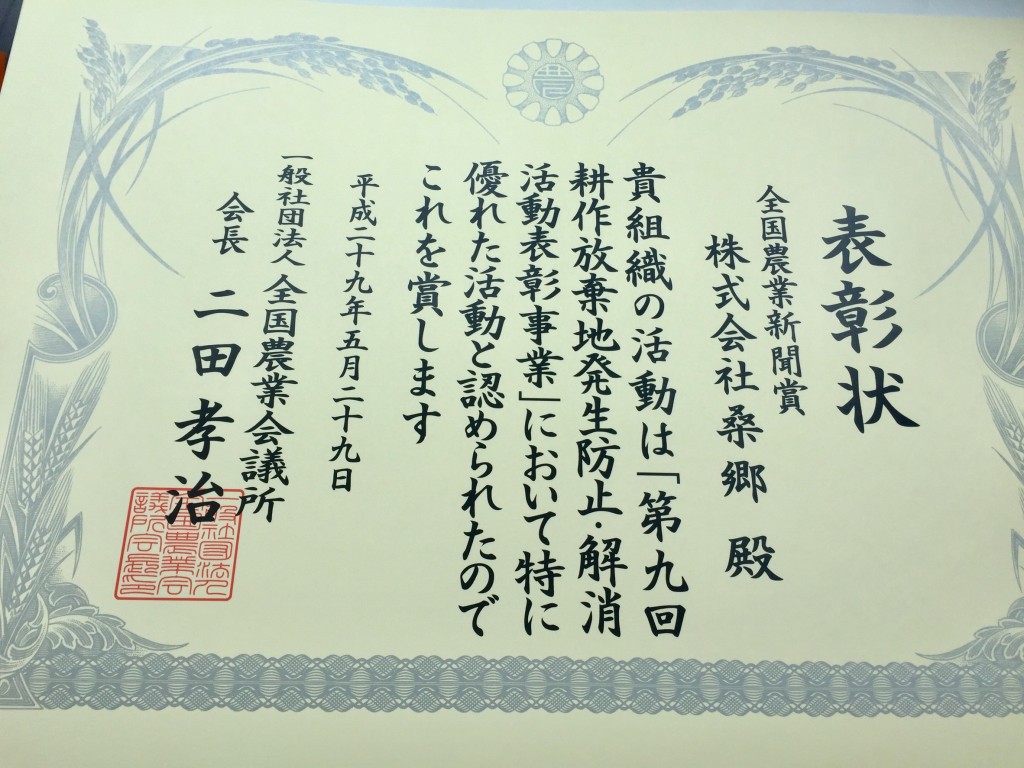 表彰状
全国農業新聞賞
株式会社桑郷 殿
貴組織の活動は「第九回
耕作放棄地発生防止・解消
活動表彰事業」において特に
優れた活動と認められたので
これを賞します
平成二十九年五月二十九日
一般社団法人 全国農業会議所
会長 二田孝治